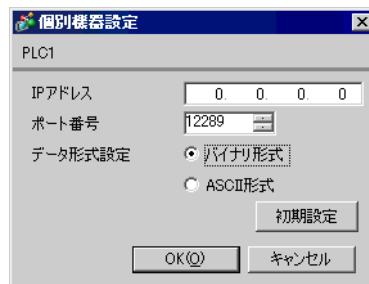 個別機器設定
PLC1
IPアドレス 0. 0. 0. 0
ポート番号 12289
データ形式設定 バイナリ形式
ASCII形式
初期設定
OK(O) キャンセル